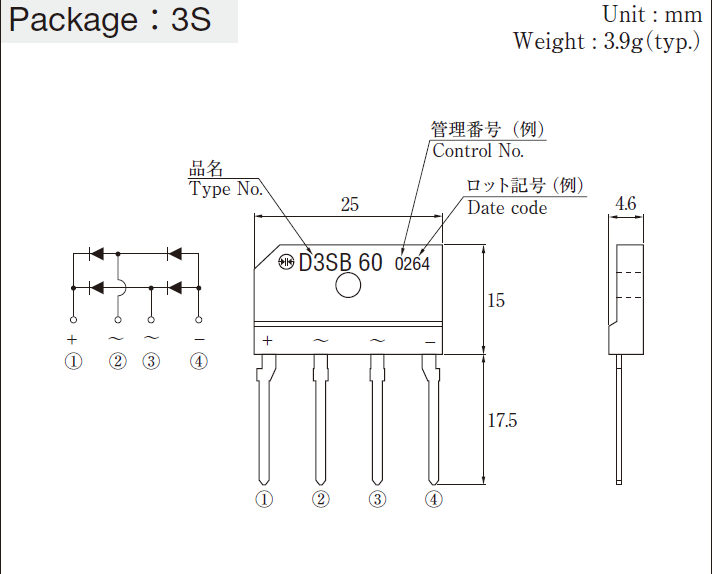 Package：3S
Unit : mm
Weight : 3.9g(typ.)
管理番号（例）
Control No.
品名
Type No.
ロット記号（例）
Date code
25
4.6
D3SB 60 0264
15
+ ～ ～ −
① ② ③ ④
+ ～ ～ −
17.5
① ② ③ ④